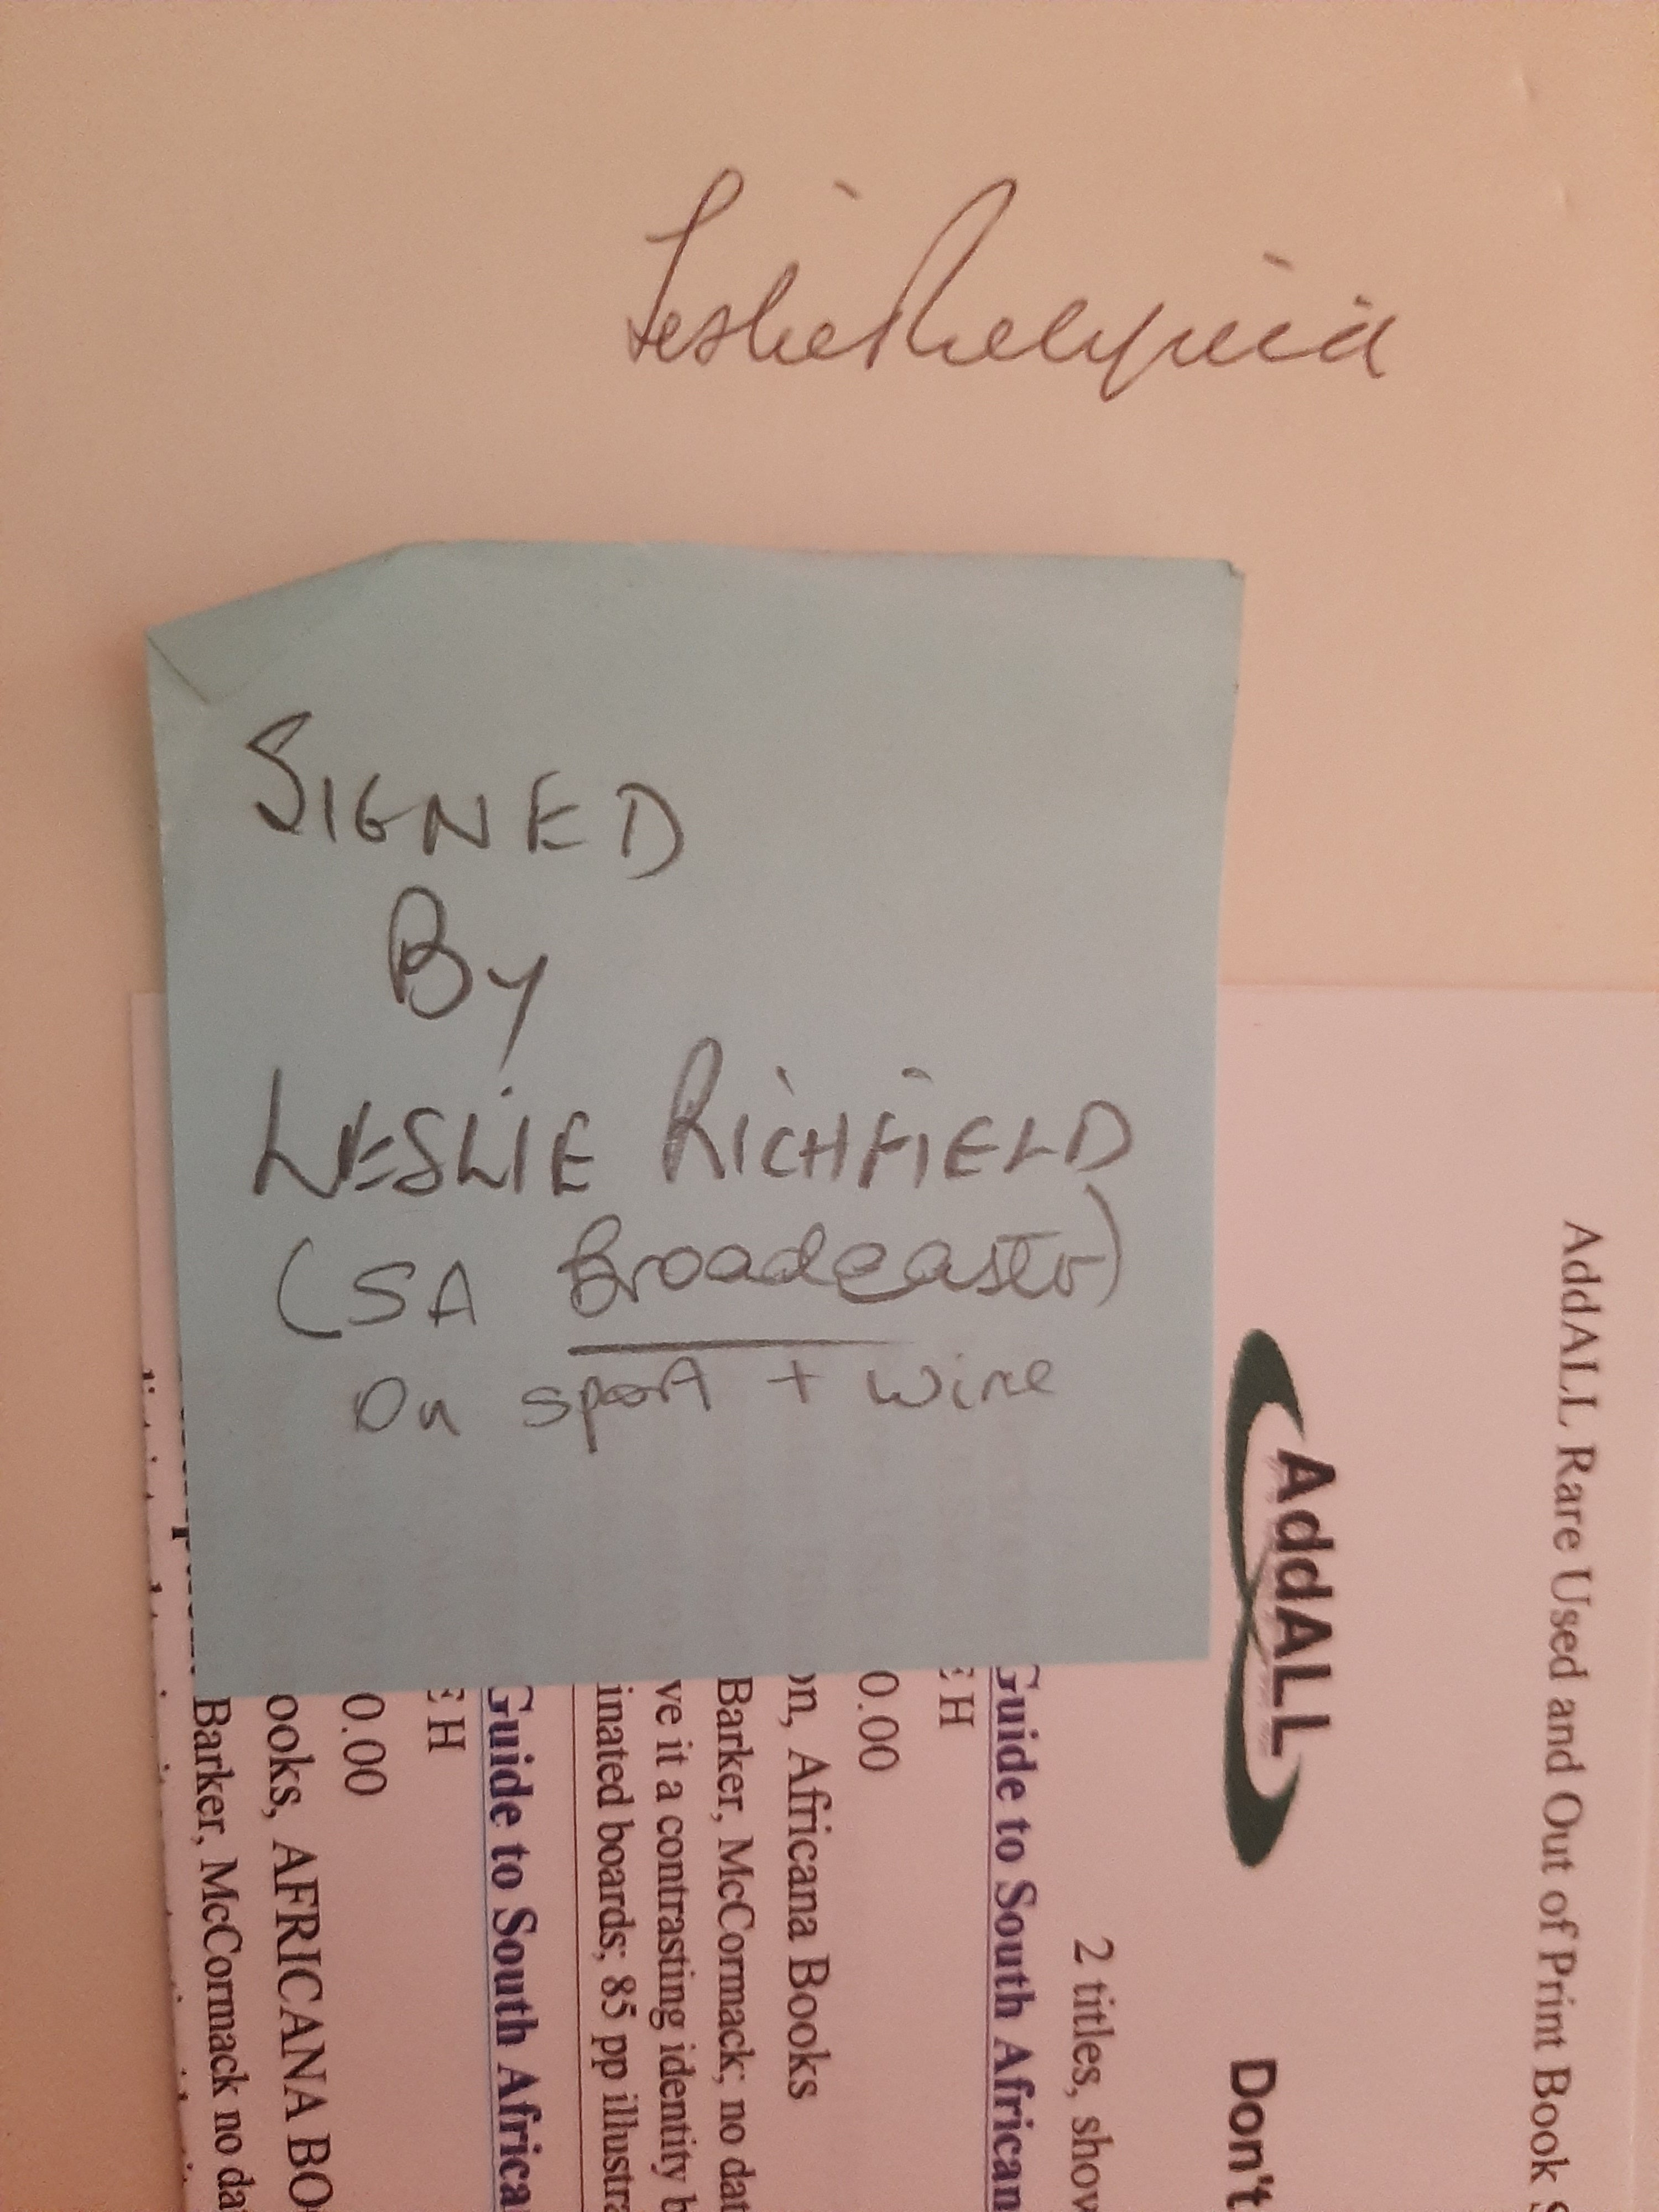 Leslie Richfield
SIGNED
By
LESLIE RICHFIELD
(SA Broadcaster)
On sport + wine
AddALL Rare Used and Out of Print Book S
AddALL
Don't
2 titles, show
Guide to South African
E H
0.00
on, Africana Books
Barker, McCormack; no dat
ve it a contrasting identity b
inated boards; 85 pp illustra
Guide to South Africa
E H
0.00
ooks, AFRICANA BO
Barker, McCormack no da